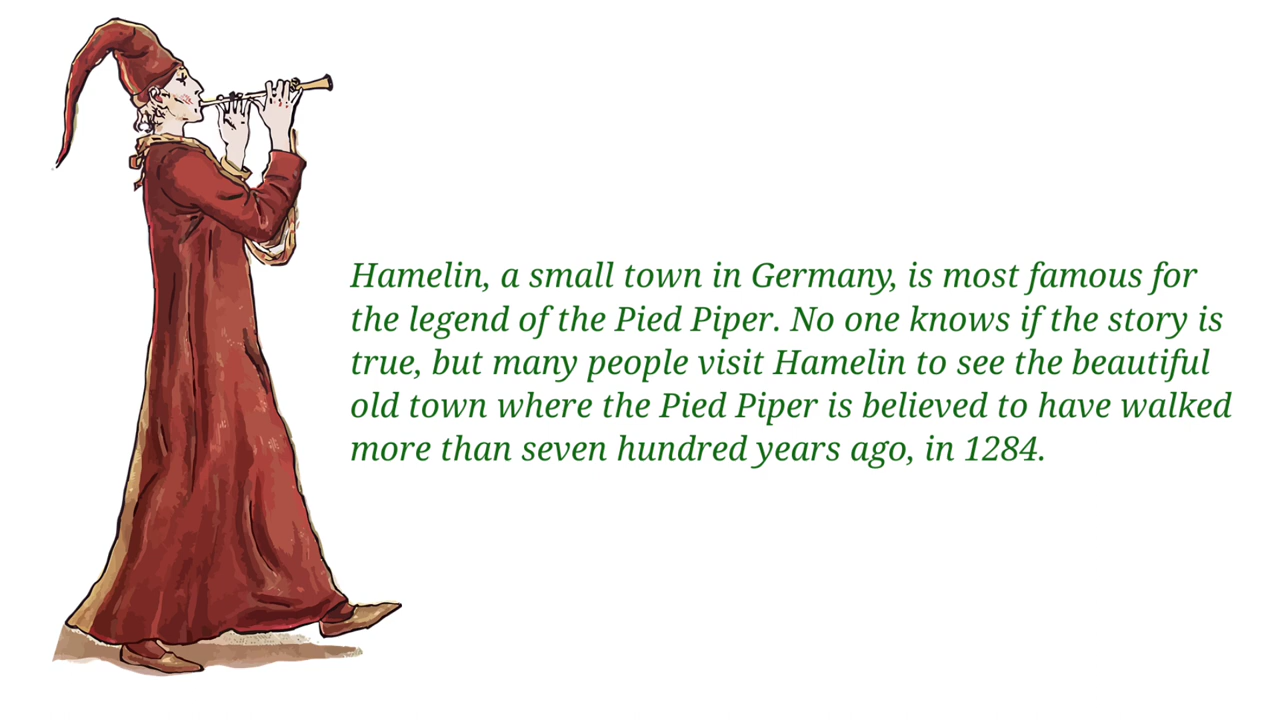 Hamelin, a small town in Germany, is most famous for
the legend of the Pied Piper. No one knows if the story is
true, but many people visit Hamelin to see the beautiful
old town where the Pied Piper is believed to have walked
more than seven hundred years ago, in 1284.